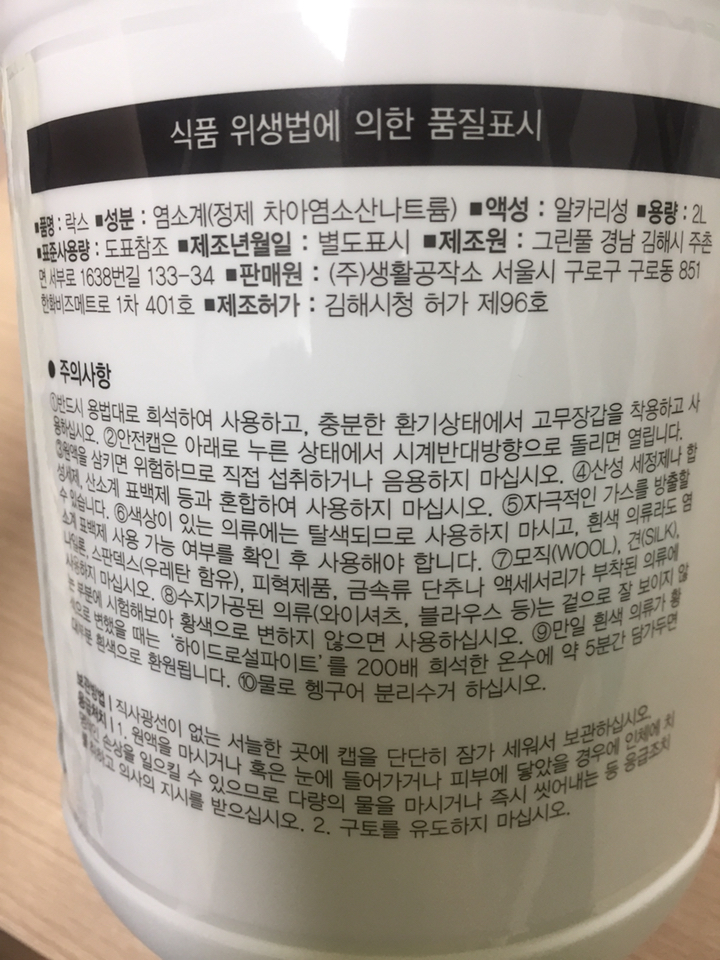 식품 위생법에 의한 품질표시
■품명 : 락스 ■성분 : 염소계(정제 차아염소산나트륨) ■액성 : 알카리성 ■용량 : 2L
■표준사용량 : 도표참조 ■제조년월일 : 별도표시 ■제조원 : 그린풀 경남 김해시 주촌
면 서부로 1638번길 133-34 ■판매원 : (주)생활공작소 서울시 구로구 구로동 851
한화비즈메트로 1차 401호 ■제조허가 : 김해시청 허가 제96호
● 주의사항
①반드시 용법대로 희석하여 사용하고, 충분한 환기상태에서 고무장갑을 착용하고 사
용하십시오. ②안전캡은 아래로 누른 상태에서 시계반대방향으로 돌리면 열립니다.
③원액을 삼키면 위험하므로 직접 섭취하거나 음용하지 마십시오. ④산성 세정제나 합
성세제, 산소계 표백제 등과 혼합하여 사용하지 마십시오. ⑤자극적인 가스를 방출할
수 있습니다. ⑥색상이 있는 의류에는 탈색되므로 사용하지 마시고, 흰색 의류라도 염
소계 표백제 사용 가능 여부를 확인 후 사용해야 합니다. ⑦모직(WOOL), 견(SILK),
나일론, 스판덱스(우레탄 함유), 피혁제품, 금속류 단추나 액세서리가 부착된 의류에
사용하지 마십시오. ⑧수지가공된 의류(와이셔츠, 블라우스 등)는 겉으로 잘 보이지 않
는 부분에 시험해보아 황색으로 변하지 않으면 사용하십시오. ⑨만일 흰색 의류가 황
색으로 변했을 때는 '하이드로설파이트'를 200배 희석한 온수에 약 5분간 담가두면
대부분 흰색으로 환원됩니다. ⑩물로 헹구어 분리수거 하십시오.
보관방법 | 직사광선이 없는 서늘한 곳에 캡을 단단히 잠가 세워서 보관하십시오.
응급처치 | 1. 원액을 마시거나 혹은 눈에 들어가거나 피부에 닿았을 경우에 인체에 치
명적인 손상을 일으킬 수 있으므로 다량의 물을 마시거나 즉시 씻어내는 등 응급조치
를 취하고 의사의 지시를 받으십시오. 2. 구토를 유도하지 마십시오.